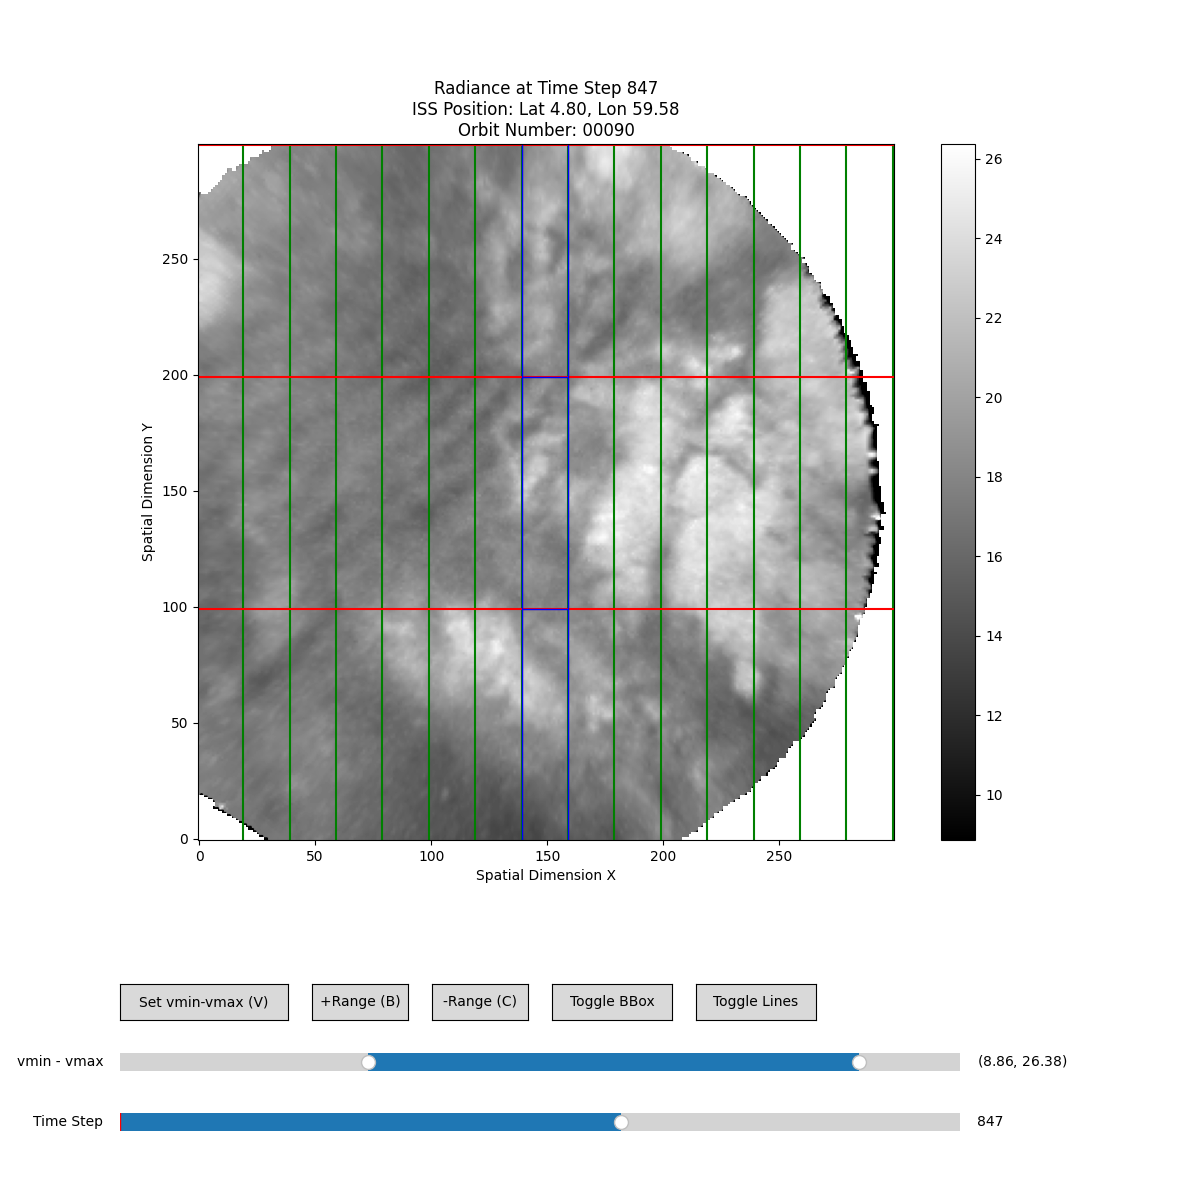 Radiance at Time Step 847
ISS Position: Lat 4.80, Lon 59.58
Orbit Number: 00090
26
24
22
20
18
16
14
12
10
Spatial Dimension Y
250
200
150
100
50
0
0 50 100 150 200 250
Spatial Dimension X
Set vmin-vmax (V) +Range (B) -Range (C) Toggle BBox Toggle Lines
vmin - vmax (8.86, 26.38)
Time Step 847